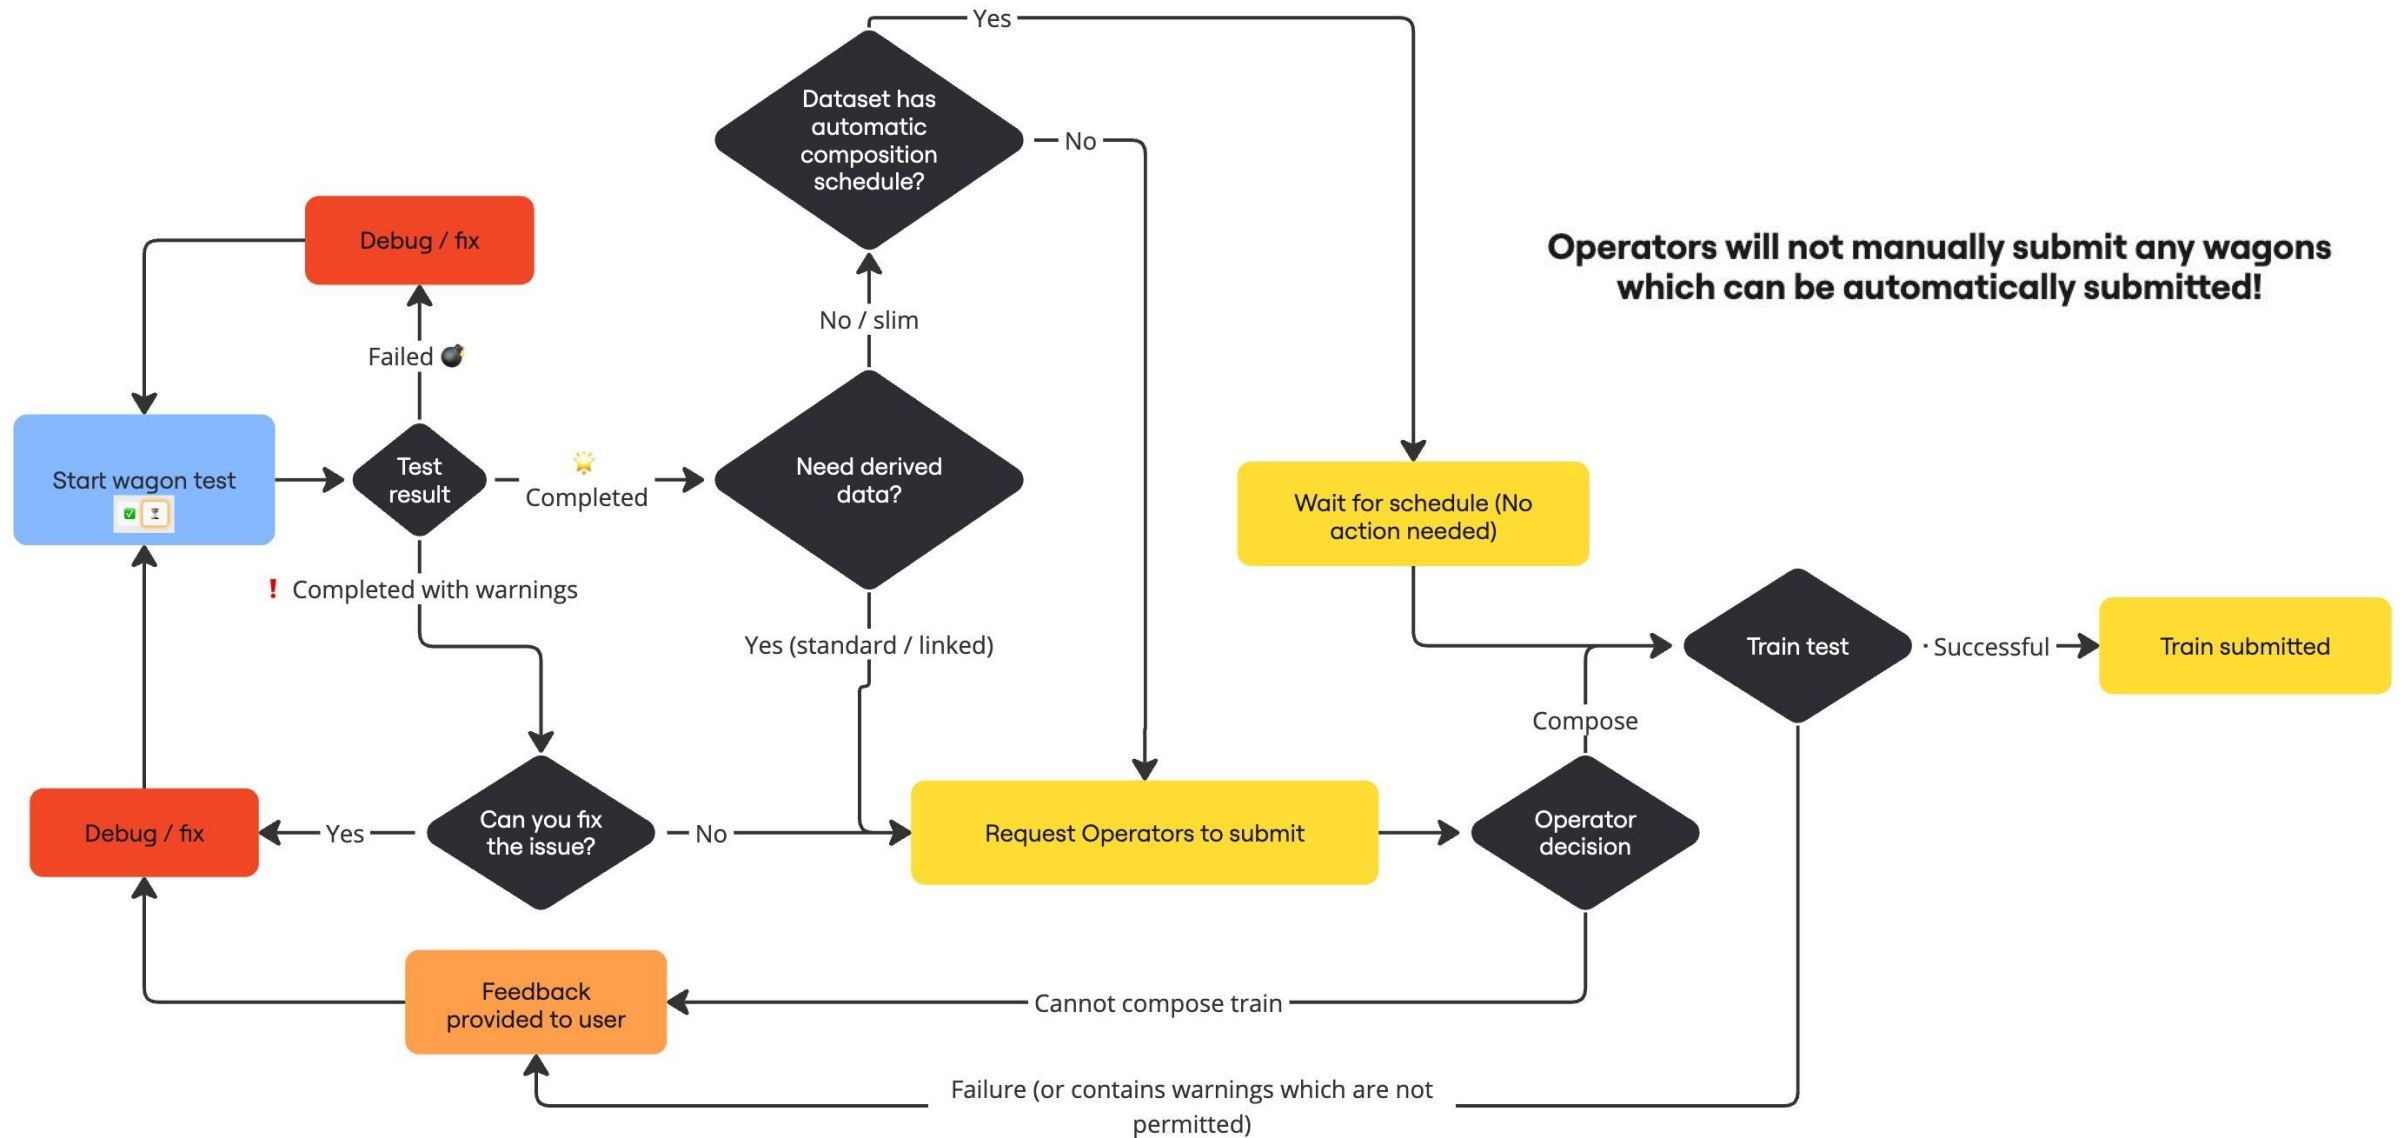 Yes
Dataset has
automatic
composition
schedule?
No
Debug / fix
Operators will not manually submit any wagons
which can be automatically submitted!
No / slim
Failed
Start wagon test
Test
result
Completed
Need derived
data?
Wait for schedule (No
action needed)
Completed with warnings
Yes (standard / linked)
Train test
Successful
Train submitted
Compose
Debug / fix
Yes
Can you fix
the issue?
No
Request Operators to submit
Operator
decision
Feedback
provided to user
Cannot compose train
Failure (or contains warnings which are not
permitted)